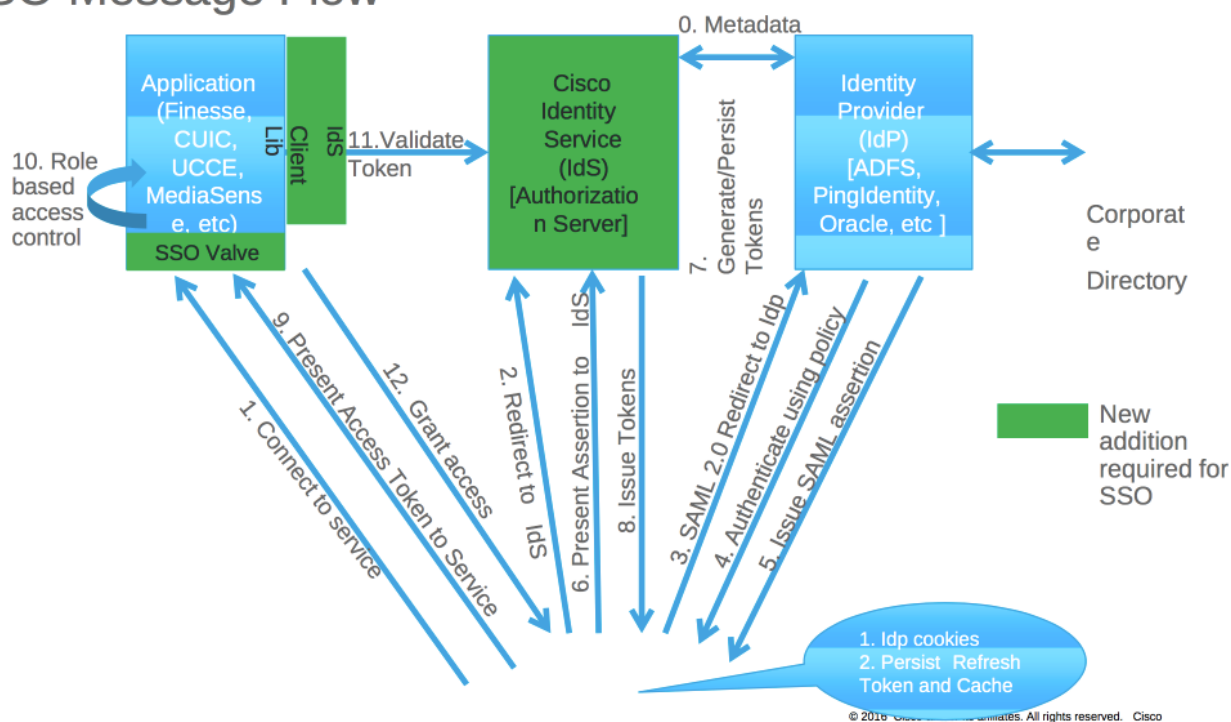 SO Message Flow
0. Metadata
Application
(Finesse,
CUIC,
UCCE,
MediaSens
e, etc)
SSO Valve
IdS
Client
Lib
10. Role
based
access
control
11.Validate
Token
Cisco
Identity
Service
(IdS)
[Authorizatio
n Server]
7.
Generate/Persist
Tokens
Identity
Provider
(IdP)
[ADFS,
PingIdentity,
Oracle, etc ]
Corporat
e
Directory
1. Connect to service
9. Present Access Token to Service
12. Grant access
2. Redirect to IdS
6. Present Assertion to IdS
8. Issue Tokens
3. SAML 2.0 Redirect to Idp
4. Authenticate using policy
5. Issue SAML assertion
New
addition
required for
SSO
1. Idp cookies
2. Persist Refresh
Token and Cache
© 2016 Cisco affiliates. All rights reserved. Cisco